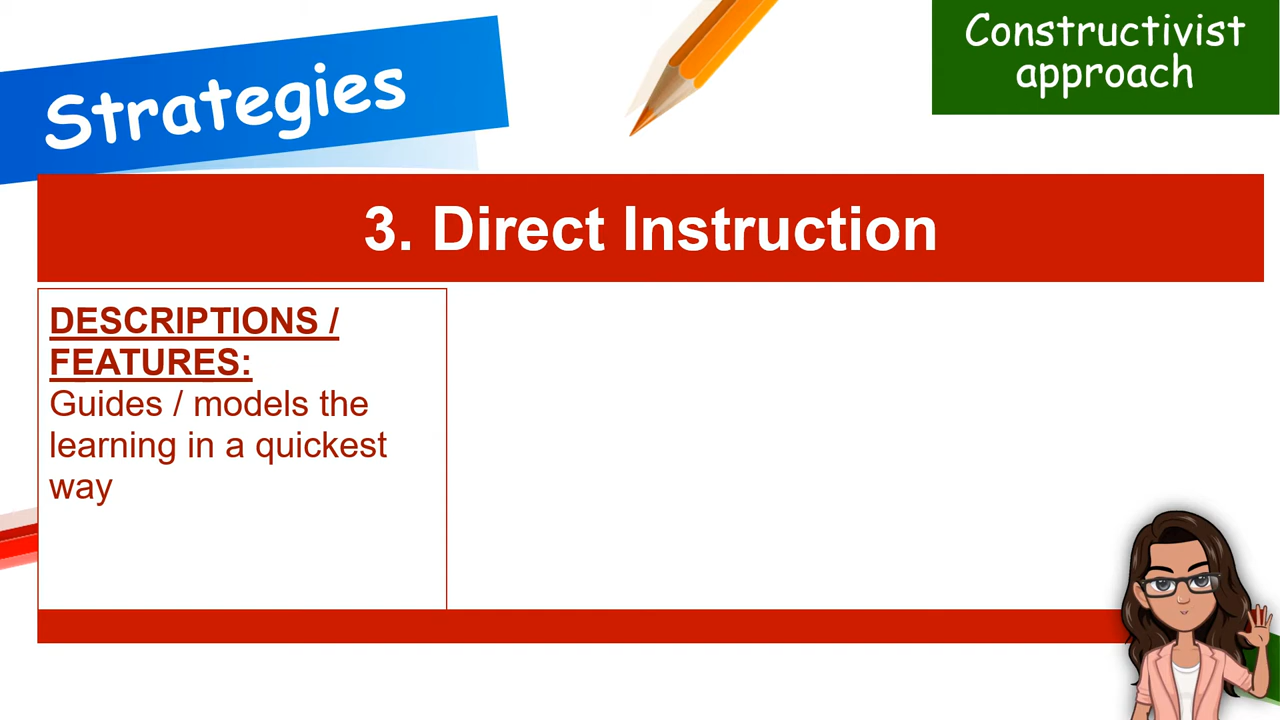 Strategies
Constructivist
approach
3. Direct Instruction
DESCRIPTIONS /
FEATURES:
Guides / models the
learning in a quickest
way